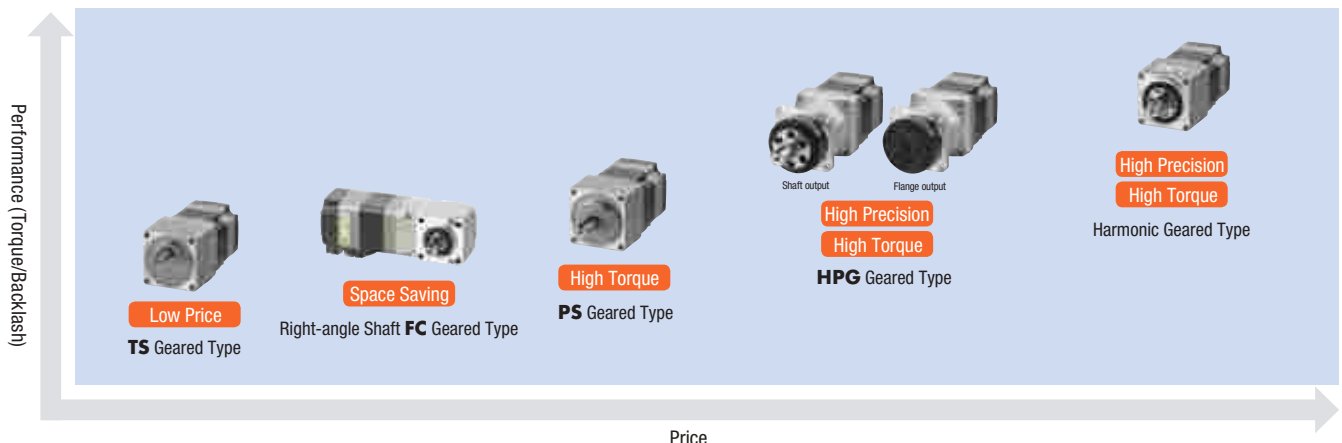 Performance (Torque/Backlash)
Low Price
TS Geared Type
Space Saving
Right-angle Shaft FC Geared Type
High Torque
PS Geared Type
Shaft output
Flange output
High Precision
High Torque
HPG Geared Type
High Precision
High Torque
Harmonic Geared Type
Price